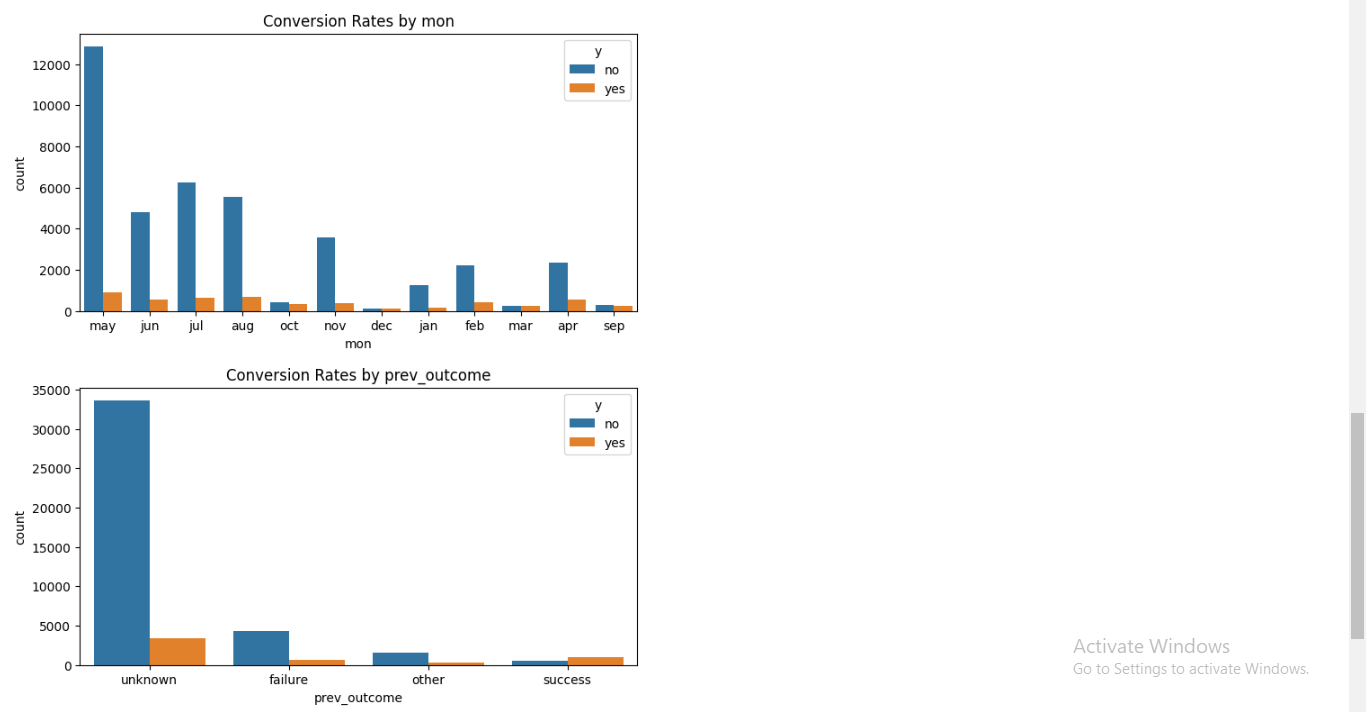 Conversion Rates by mon
y
no
yes
12000
10000
8000
6000
4000
2000
0
count
may jun jul aug oct nov dec jan feb mar apr sep
mon
Conversion Rates by prev_outcome
y
no
yes
35000
30000
25000
20000
15000
10000
5000
0
count
unknown failure other success
prev_outcome
Activate Windows
Go to Settings to activate Windows.